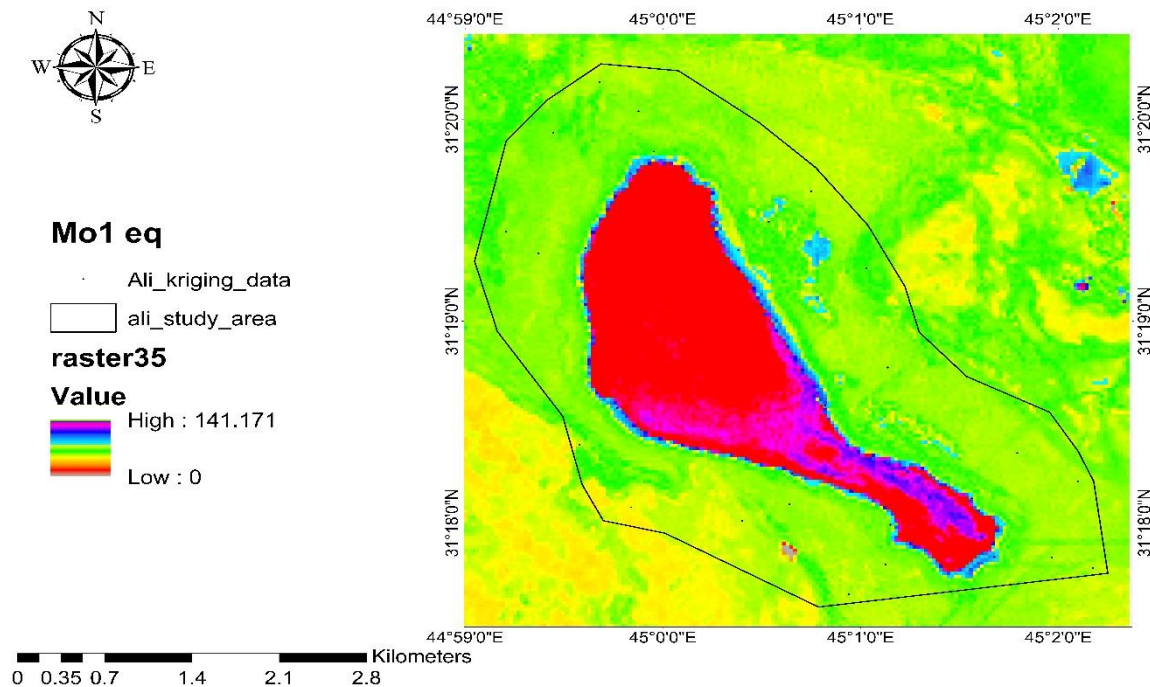 N
W E
S
Mo1 eq
Ali_kriging_data
ali_study_area
raster35
Value
High : 141.171
Low : 0
Kilometers
0 0.35 0.7 1.4 2.1 2.8
44°59'0"E 45°0'0"E 45°1'0"E 45°2'0"E
31°20'0"N 31°20'0"N
31°19'0"N 31°19'0"N
31°18'0"N 31°18'0"N
44°59'0"E 45°0'0"E 45°1'0"E 45°2'0"E